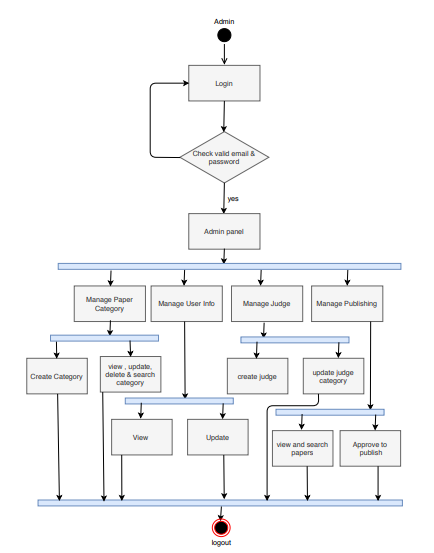 Admin
Login
Check valid email &
password
yes
Admin panel
Manage Paper
Category
Manage User Info
Manage Judge
Manage Publishing
Create Category
view , update,
delete & search
category
create judge
update judge
category
View
Update
view and search
papers
Approve to
publish
logout